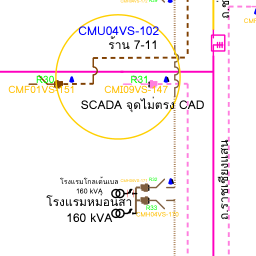 CMU04VS-102
ร้าน 7-11
R30
R31
CMF01VS-151
CMI09VS-147
SCADA จุดไม่ตรง CAD
ถ.ราชเชียงแสน
โรงแรมโกลเด้นเบล
160 kVA
โรงแรมหมอนสา
160 kVA
R32
R33